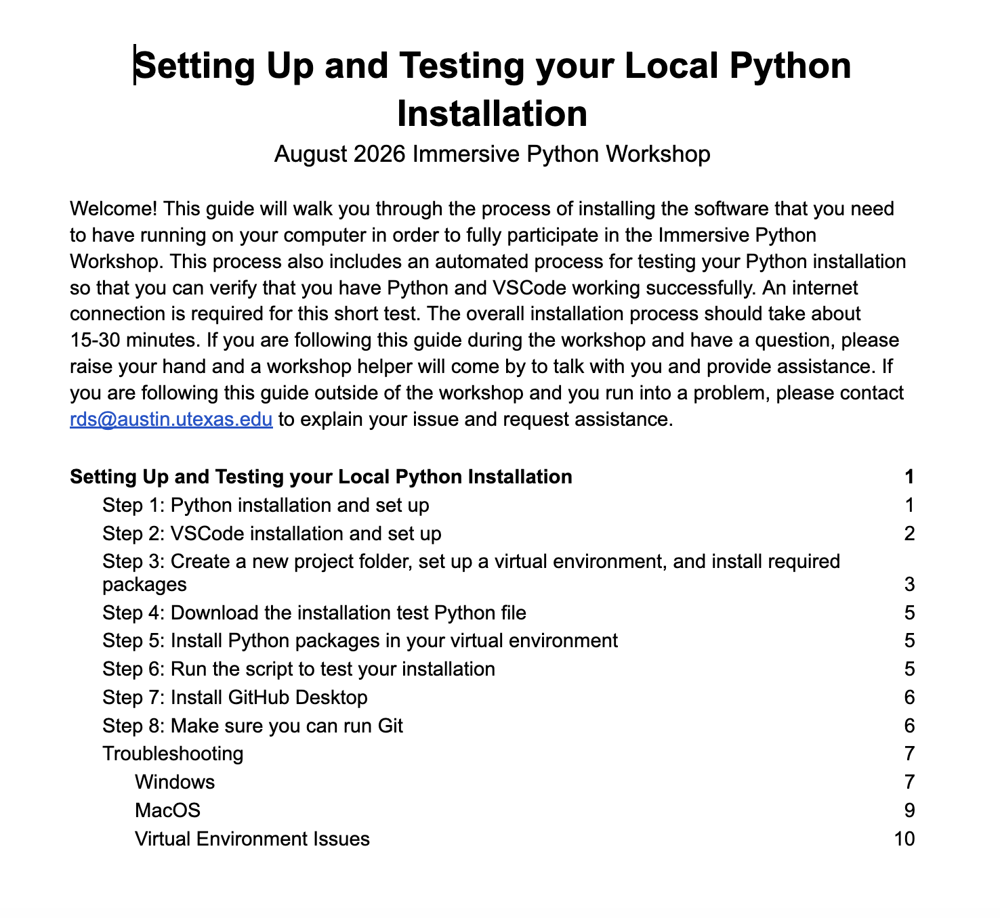 Setting Up and Testing your Local Python
Installation
August 2026 Immersive Python Workshop
Welcome! This guide will walk you through the process of installing the software that you need
to have running on your computer in order to fully participate in the Immersive Python
Workshop. This process also includes an automated process for testing your Python installation
so that you can verify that you have Python and VSCode working successfully. An internet
connection is required for this short test. The overall installation process should take about
15-30 minutes. If you are following this guide during the workshop and have a question, please
raise your hand and a workshop helper will come by to talk with you and provide assistance. If
you are following this guide outside of the workshop and you run into a problem, please contact
rds@austin.utexas.edu to explain your issue and request assistance.
Setting Up and Testing your Local Python Installation 1
Step 1: Python installation and set up 1
Step 2: VSCode installation and set up 2
Step 3: Create a new project folder, set up a virtual environment, and install required
packages 3
Step 4: Download the installation test Python file 5
Step 5: Install Python packages in your virtual environment 5
Step 6: Run the script to test your installation 5
Step 7: Install GitHub Desktop 6
Step 8: Make sure you can run Git 6
Troubleshooting 7
Windows 7
MacOS 9
Virtual Environment Issues 10